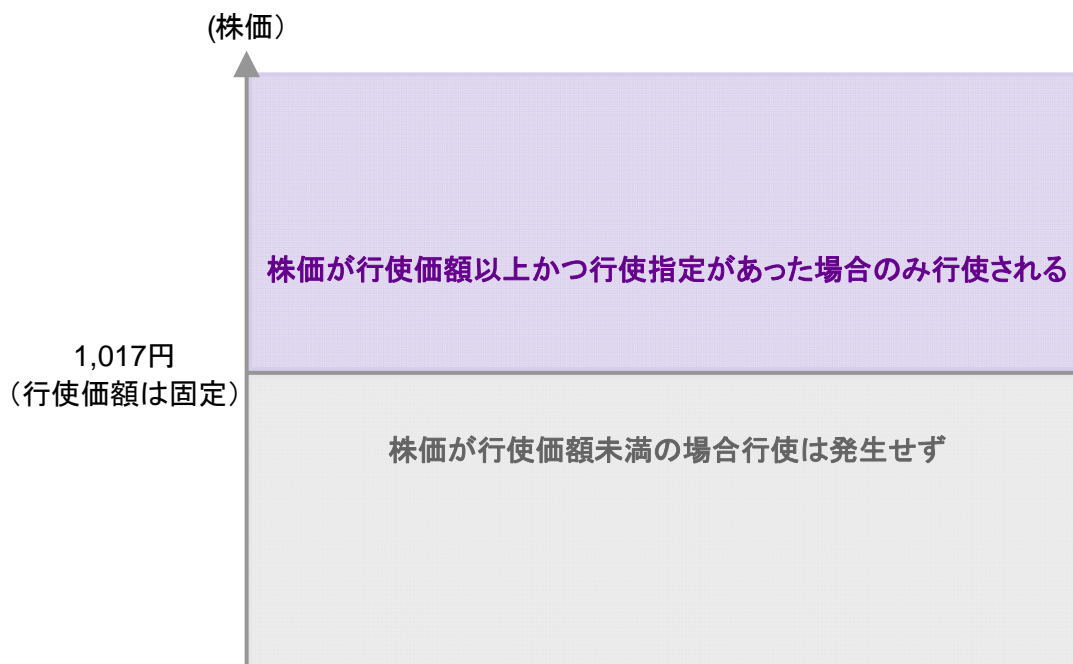 (株価）
株価が行使価額以上かつ行使指定があった場合のみ行使される
1,017円
（行使価額は固定）
株価が行使価額未満の場合行使は発生せず